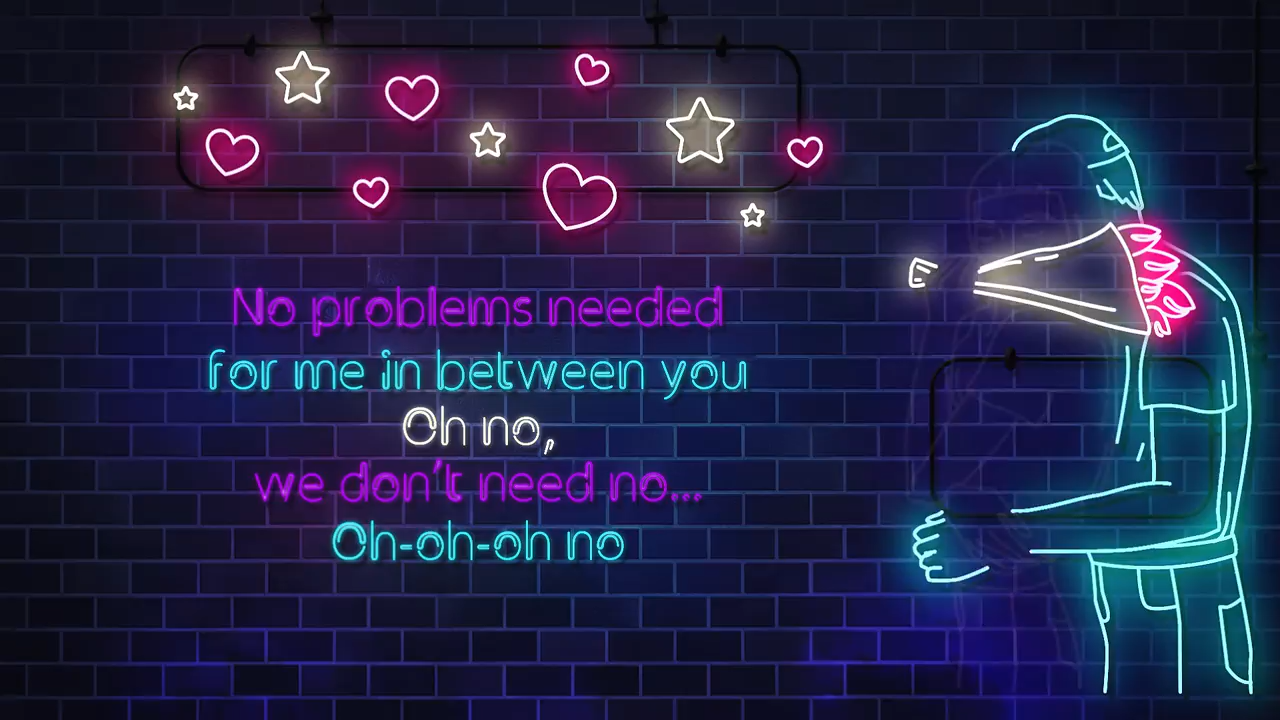 No problems needed
for me in between you
Oh no,
we don't need no...
Oh-oh-oh no